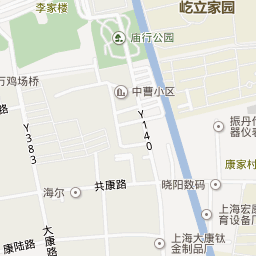 李家楼
屹立家园
庙行公园
万鸡场桥
中曹小区
Y383
Y140
振丹
器仪表
康家村
共康路
海尔
晓阳数码
大康路
上海宏
育设备厂
康陆路
上海大康钛
金制品厂